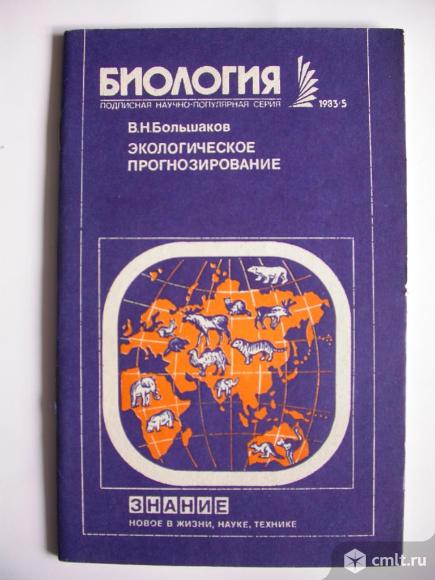 БИОЛОГИЯ
ПОДПИСНАЯ НАУЧНО-ПОПУЛЯРНАЯ СЕРИЯ 1983·5
В.Н.Большаков
ЭКОЛОГИЧЕСКОЕ
ПРОГНОЗИРОВАНИЕ
ЗНАНИЕ
НОВОЕ В ЖИЗНИ, НАУКЕ, ТЕХНИКЕ
cmlt.ru